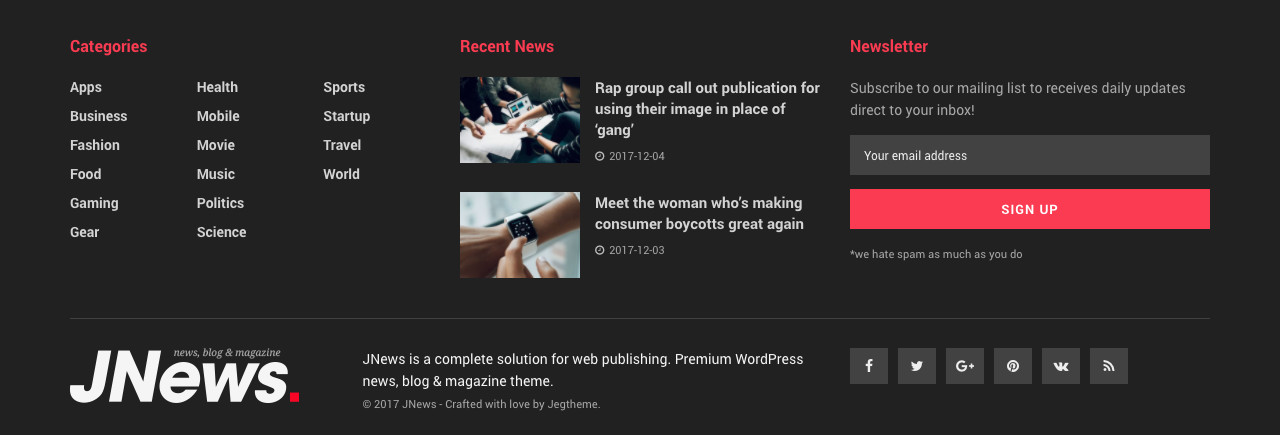 Categories
Apps
Business
Fashion
Food
Gaming
Gear
Health
Mobile
Movie
Music
Politics
Science
Sports
Startup
Travel
World
Recent News
Rap group call out publication for
using their image in place of
‘gang’
2017-12-04
Meet the woman who’s making
consumer boycotts great again
2017-12-03
Newsletter
Subscribe to our mailing list to receives daily updates
direct to your inbox!
Your email address
SIGN UP
*we hate spam as much as you do
news, blog & magazine
JNews.
JNews is a complete solution for web publishing. Premium WordPress
news, blog & magazine theme.
© 2017 JNews - Crafted with love by Jegtheme.